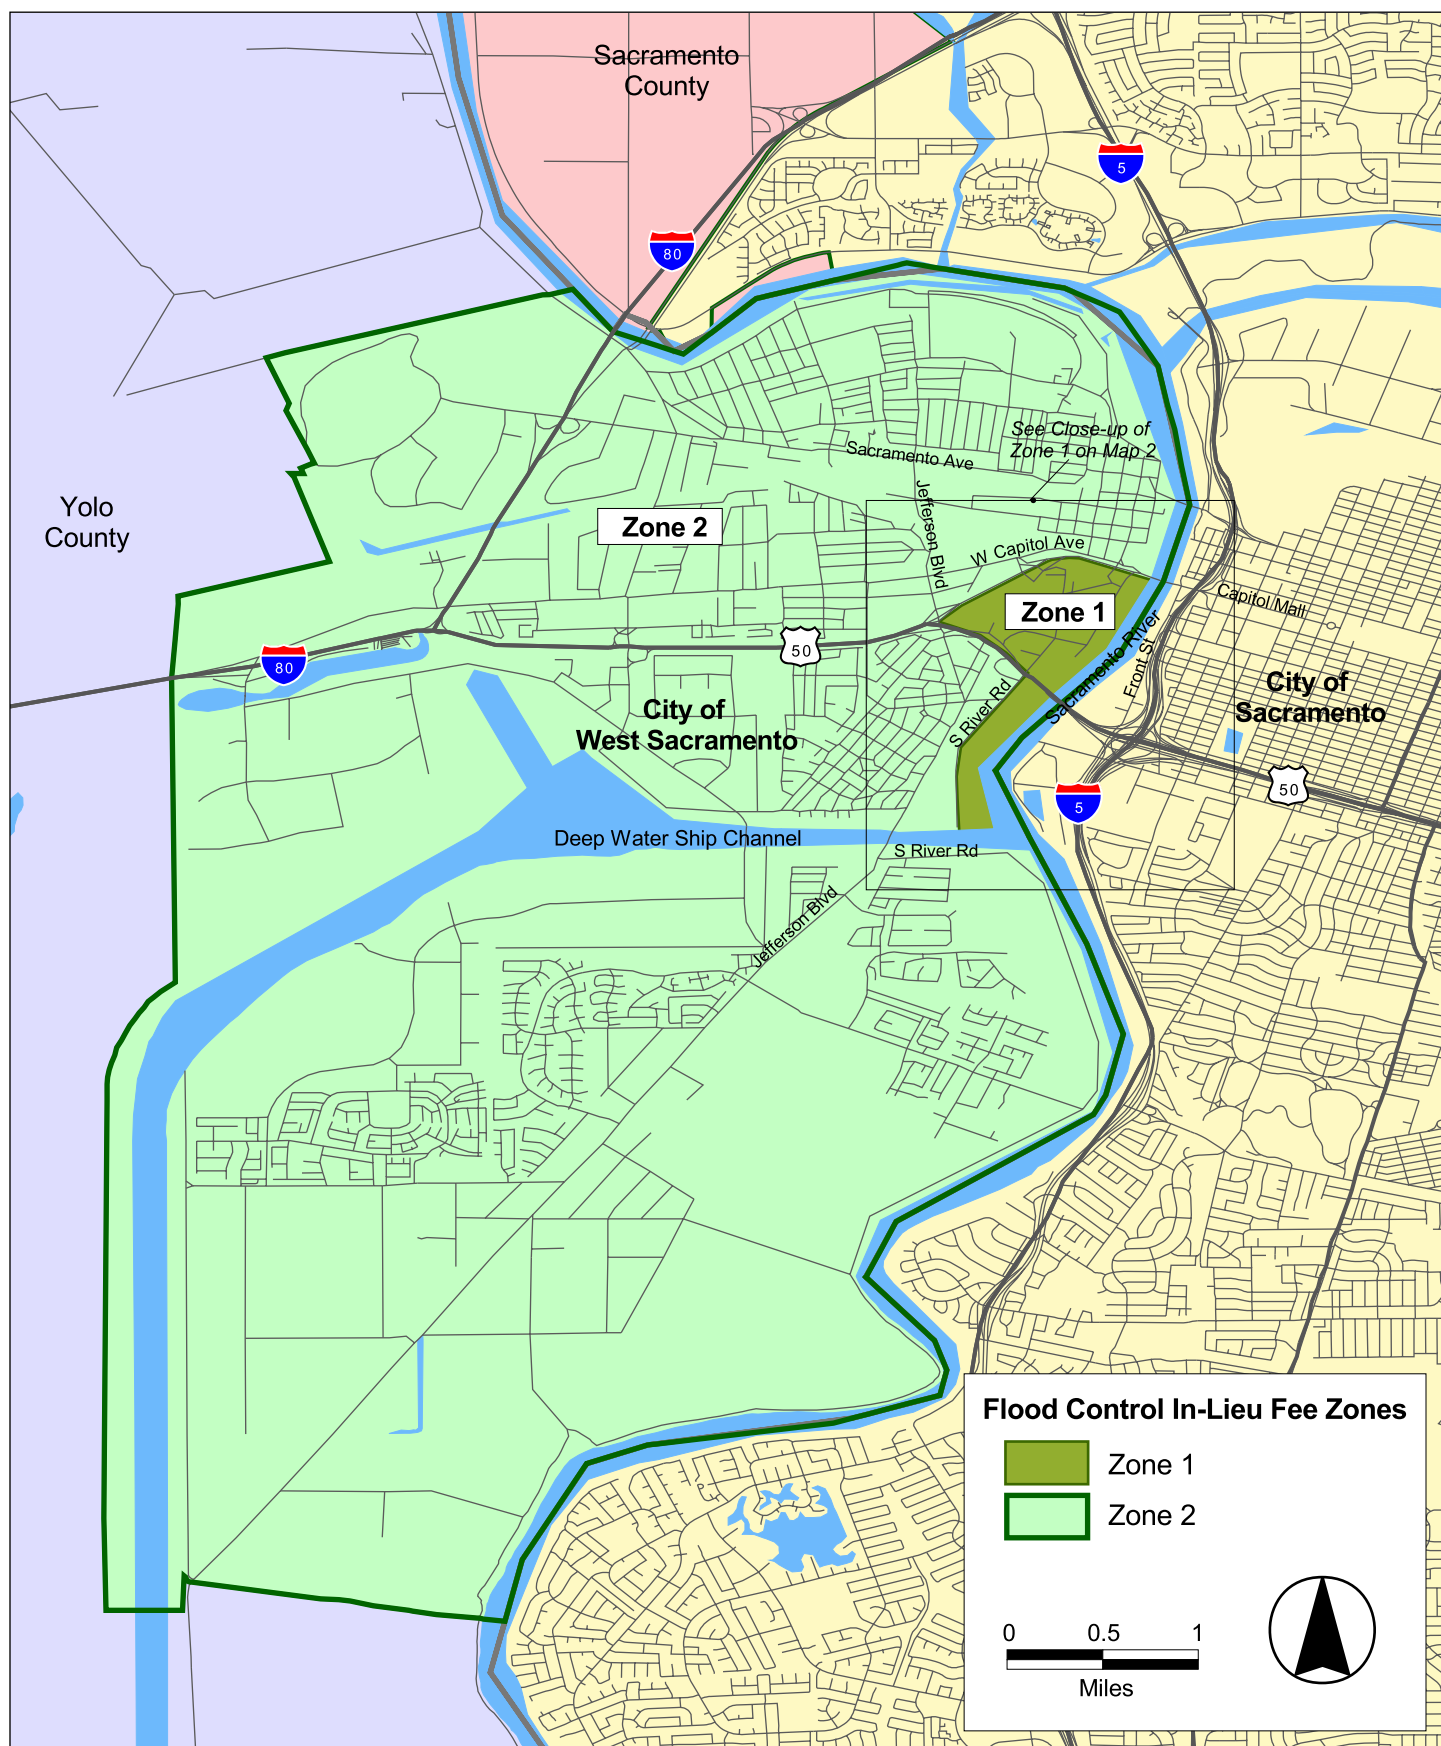 Sacramento
County
5
80
See Close-up of
Zone 1 on Map 2
Sacramento Ave
Jefferson Blvd
Yolo
County
Zone 2
W Capitol Ave
Capitol Mall
Zone 1
50
80
Sacramento River
Front St
S River Rd
City of
West Sacramento
City of
Sacramento
50
5
Deep Water Ship Channel
S River Rd
Jefferson Blvd
Flood Control In-Lieu Fee Zones
Zone 1
Zone 2
0 0.5 1
Miles